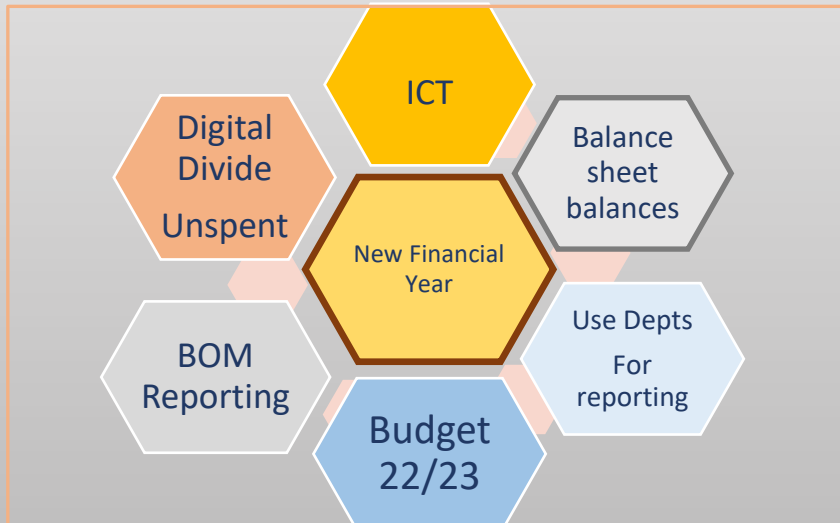 ICT
Digital
Divide
Unspent
Balance
sheet
balances
New Financial
Year
Use Depts
For
reporting
BOM
Reporting
Budget
22/23